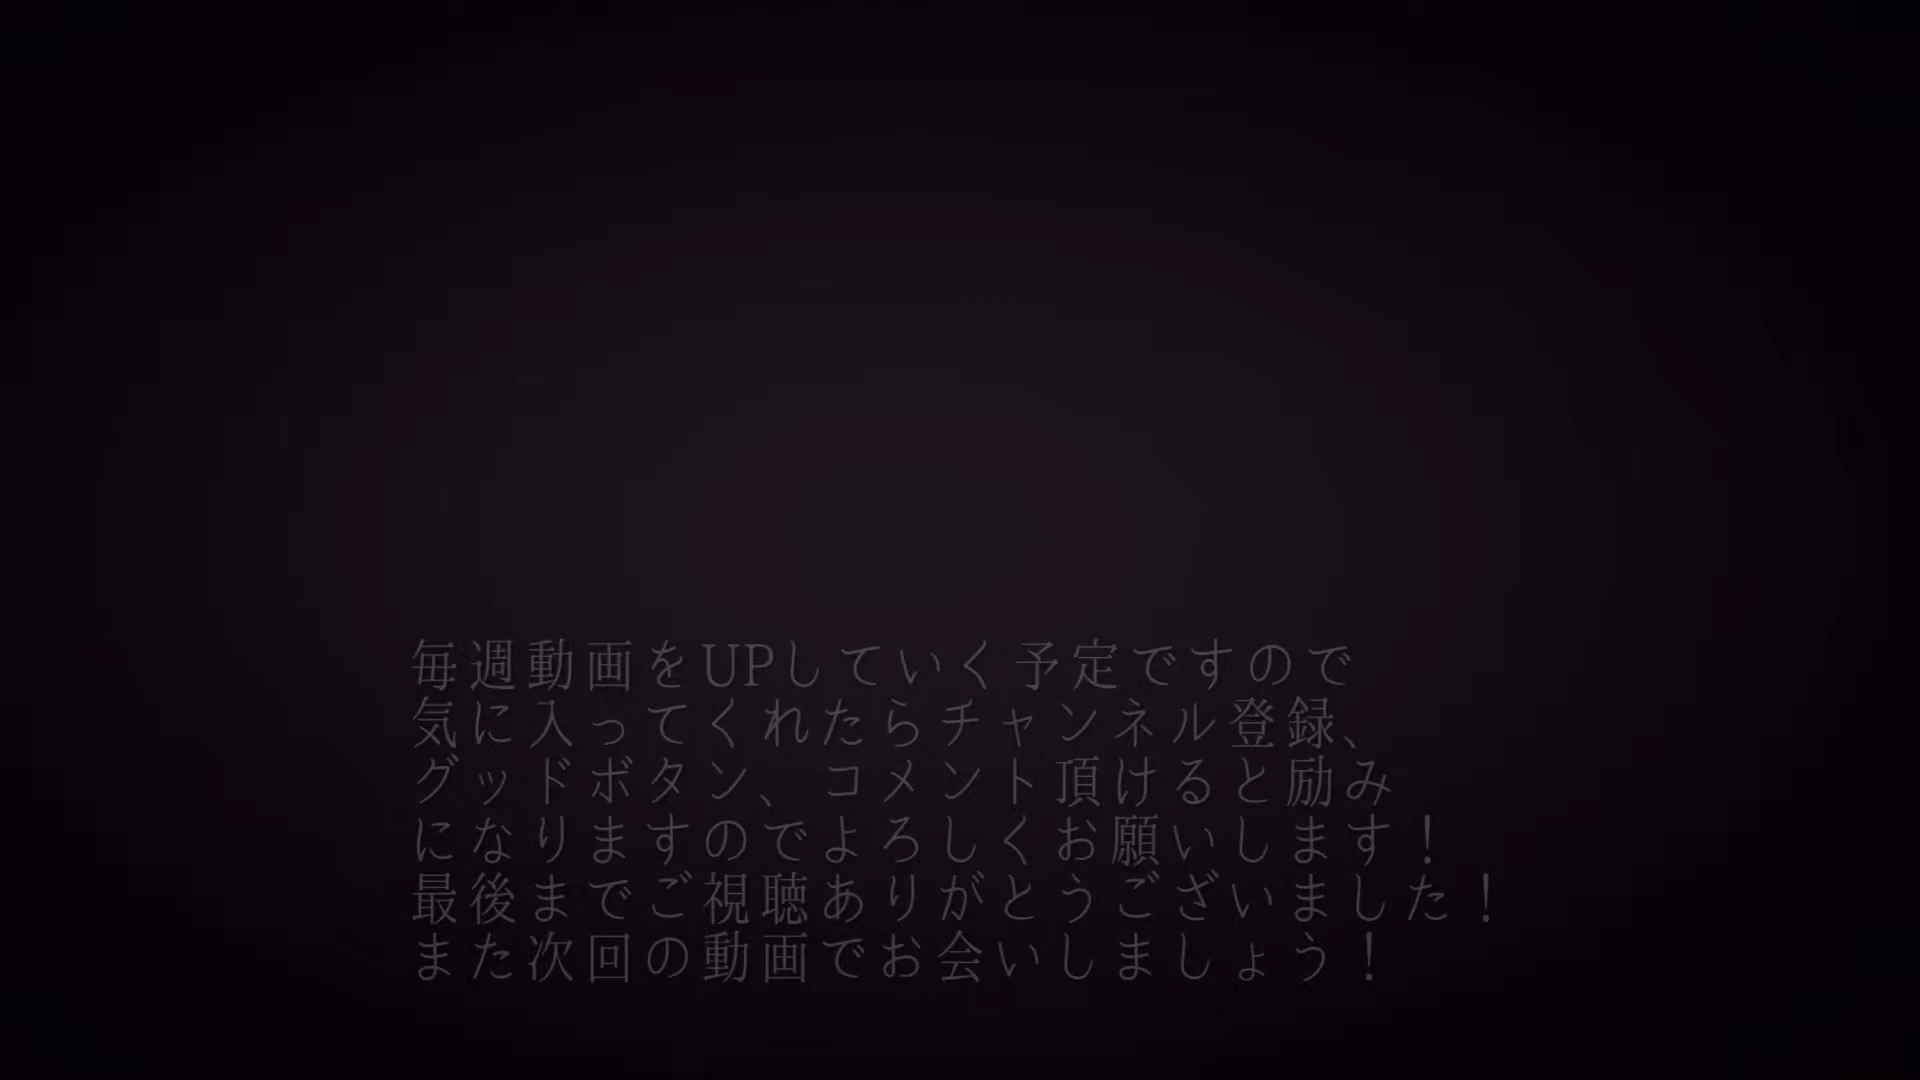 毎週動画をUPしていく予定ですので
気に入ってくれたらチャンネル登録、
グッドボタン、コメント頂けると励み
になりますのでよろしくお願いします！
最後までご視聴ありがとうございました！
また次回の動画でお会いしましょう！